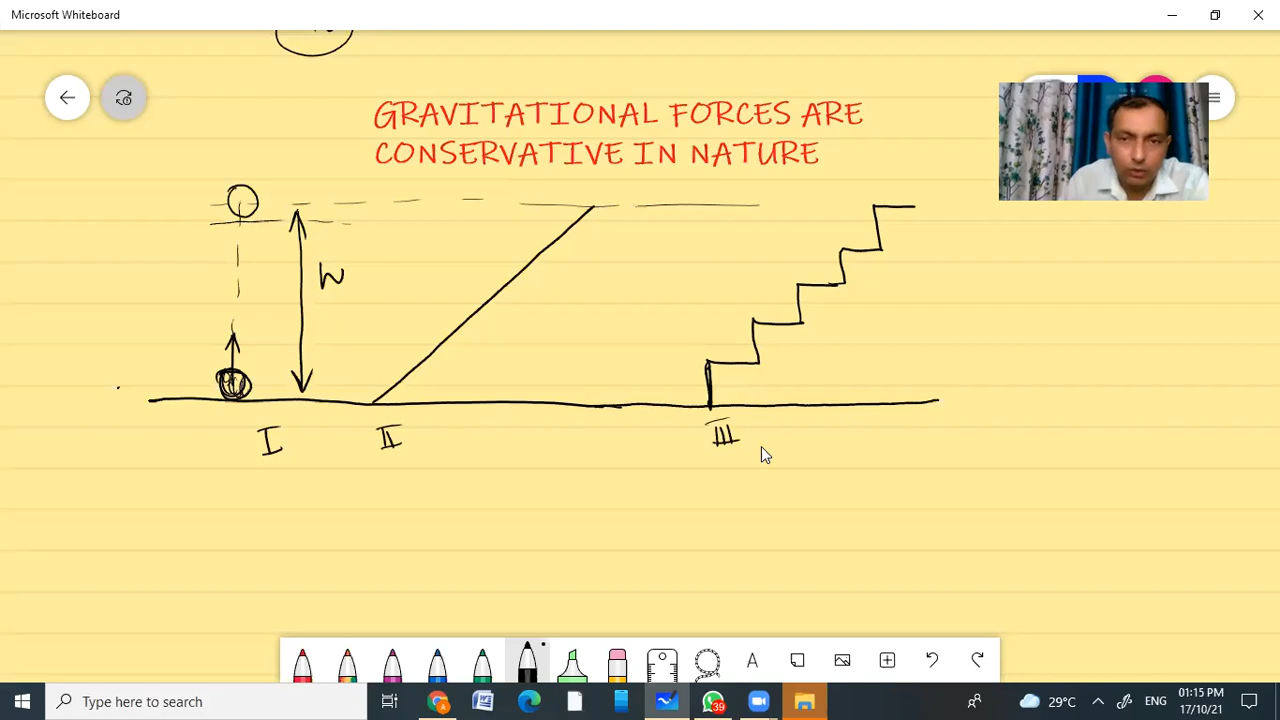 Microsoft Whiteboard
GRAVITATIONAL FORCES ARE
CONSERVATIVE IN NATURE
h
I
II
III
A
Type here to search
39
29°C
ENG
01:15 PM
17/10/21